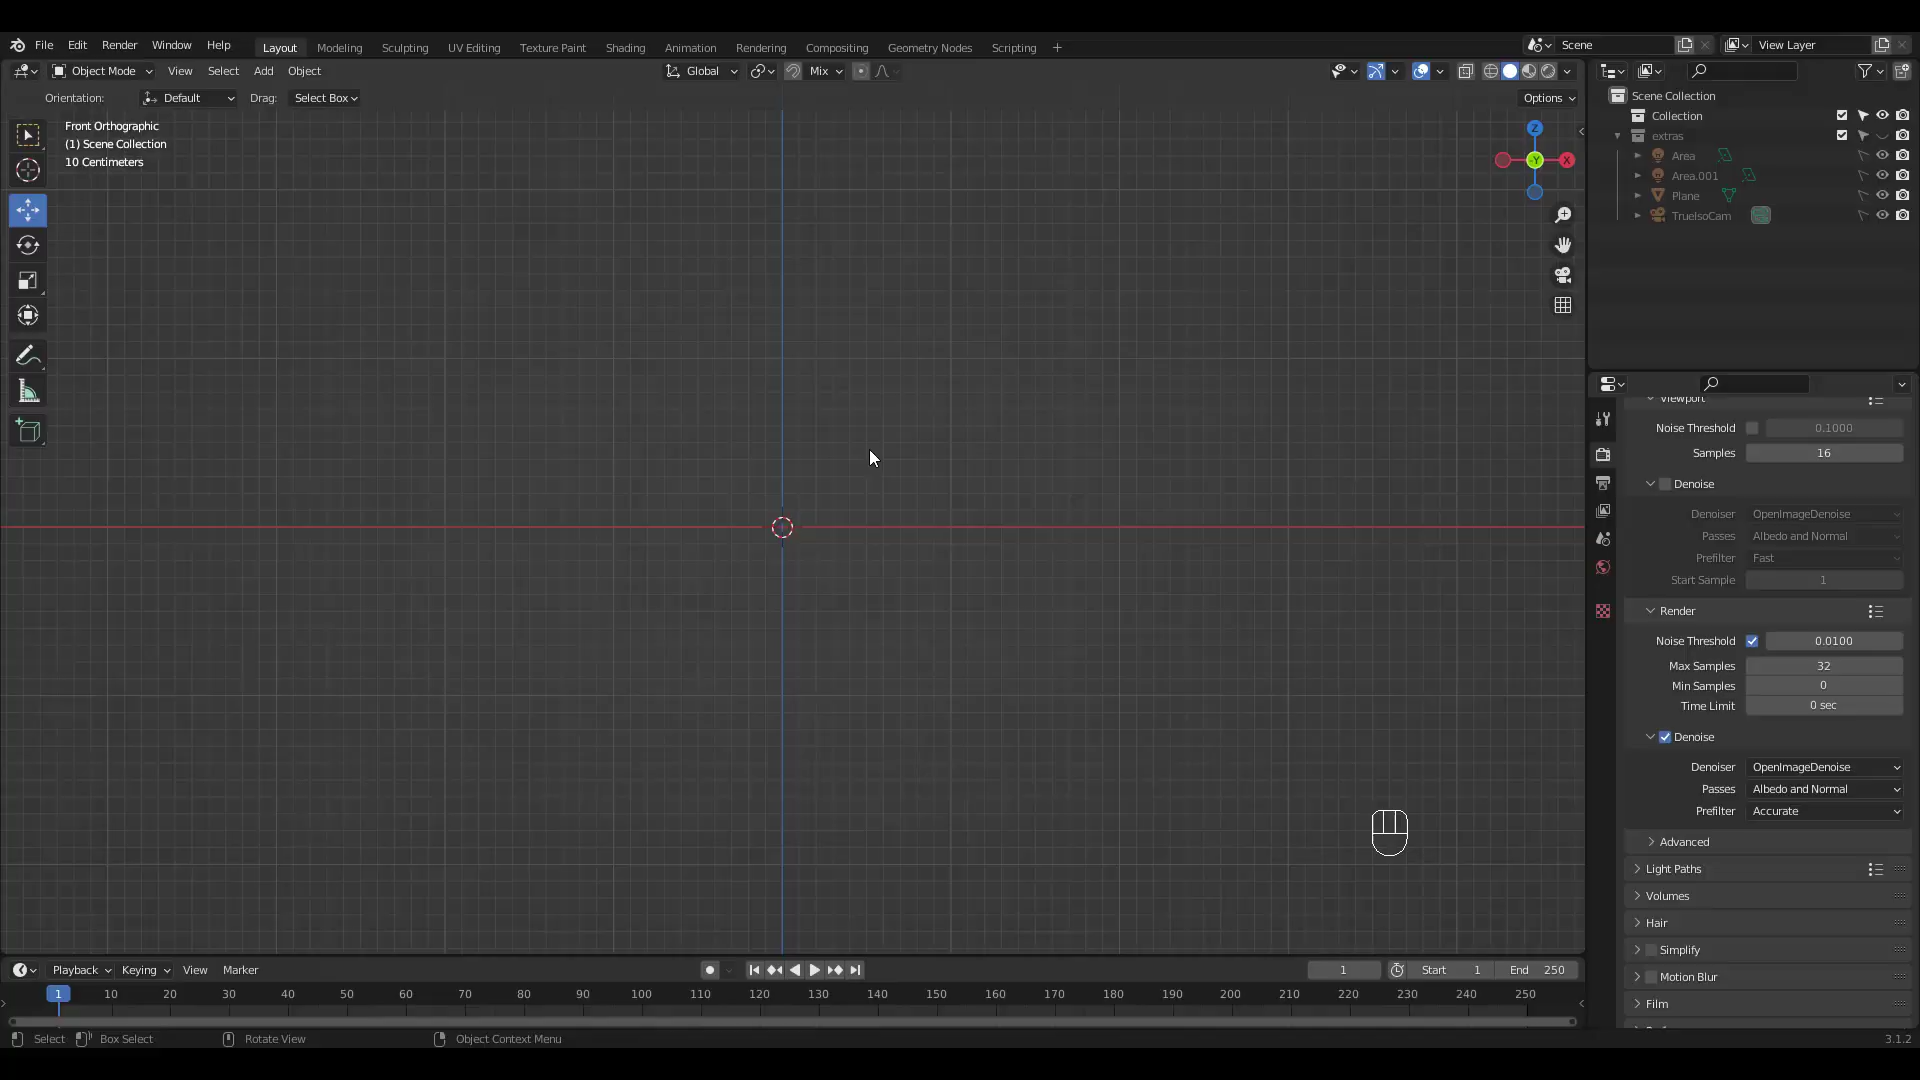 File Edit Render Window Help Layout Modeling Sculpting UV Editing Texture Paint Shading Animation Rendering Compositing Geometry Nodes Scripting + Scene View Layer
Object Mode View Select Add Object Global Mix
Orientation: Default Drag: Select Box Options
Front Orthographic
(1) Scene Collection
10 Centimeters
Z
-Y
X
Scene Collection
Collection
extras
Area
Area.001
Plane
TrueIsoCam
Viewport
Noise Threshold 0.1000
Samples 16
Denoise
Denoiser OpenImageDenoise
Passes Albedo and Normal
Prefilter Fast
Start Sample 1
Render
Noise Threshold 0.0100
Max Samples 32
Min Samples 0
Time Limit 0 sec
Denoise
Denoiser OpenImageDenoise
Passes Albedo and Normal
Prefilter Accurate
Advanced
Light Paths
Volumes
Hair
Simplify
Motion Blur
Film
Playback Keying View Marker 1 Start 1 End 250
1 10 20 30 40 50 60 70 80 90 100 110 120 130 140 150 160 170 180 190 200 210 220 230 240 250
Select Box Select Rotate View Object Context Menu 3.1.2